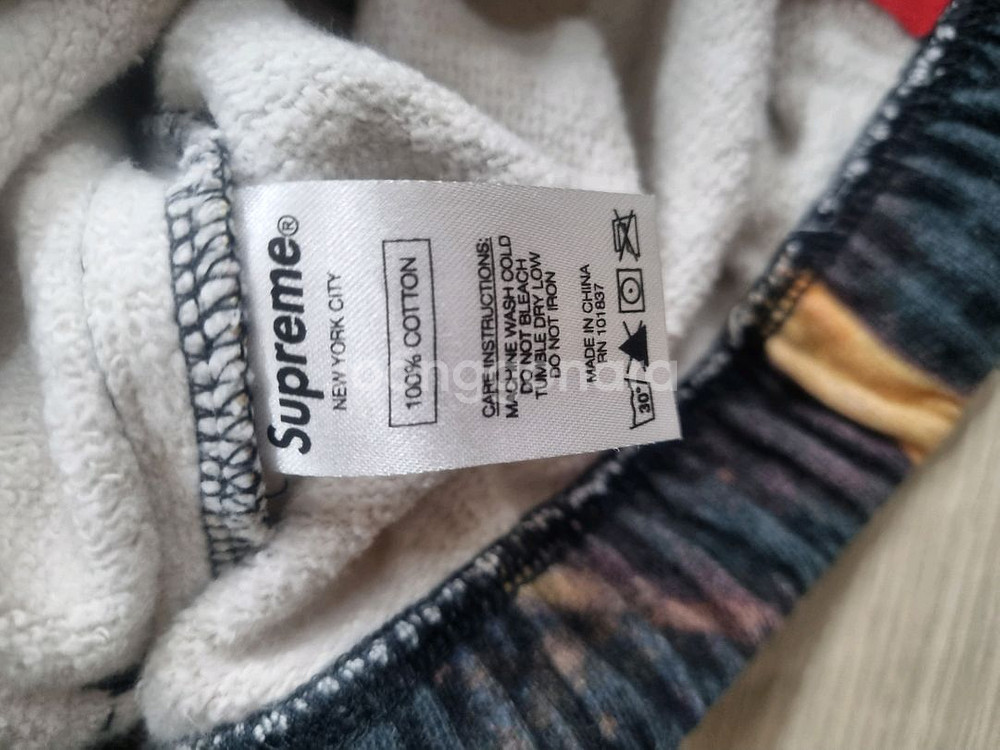 Supreme®
NEW YORK CITY
100% COTTON
CARE INSTRUCTIONS:
MACHINE WASH COLD
DO NOT BLEACH
TUMBLE DRY LOW
DO NOT IRON
MADE IN CHINA
RN 101837
30°